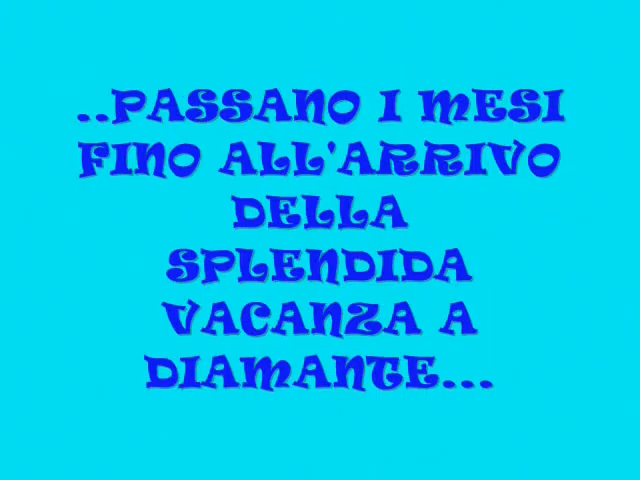 ..PASSANO I MESI
FINO ALL'ARRIVO
DELLA
SPLENDIDA
VACANZA A
DIAMANTE...